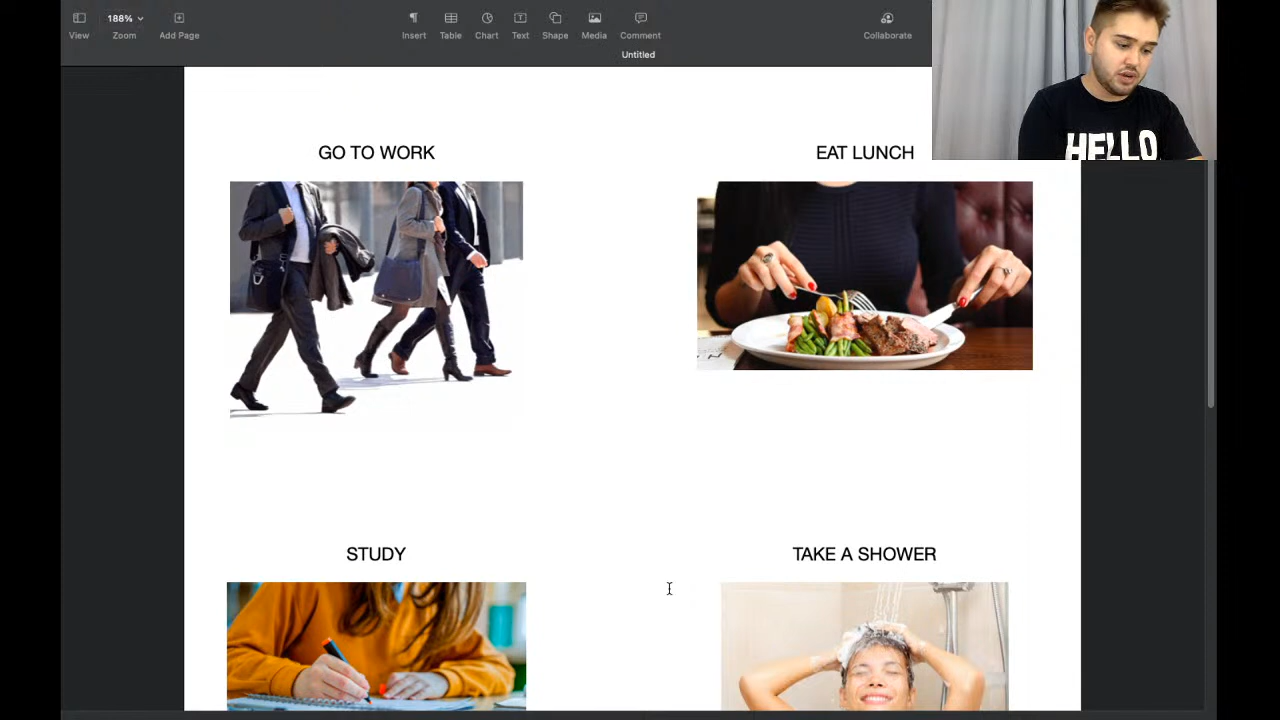 188%
View
Zoom
Add Page
Insert
Table
Chart
Text
Shape
Media
Comment
Collaborate
Untitled
HELLO
GO TO WORK
EAT LUNCH
STUDY
TAKE A SHOWER